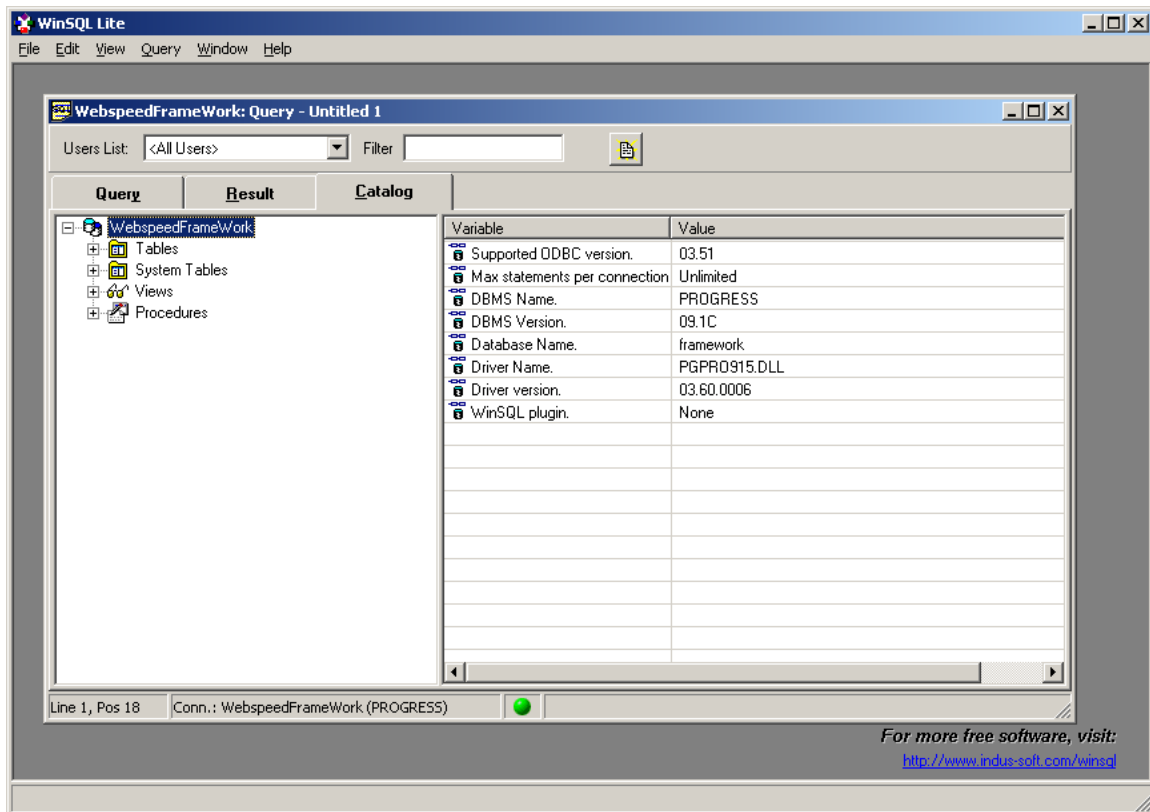 WinSQL Lite
File Edit View Query Window Help
WebspeedFrameWork: Query - Untitled 1
Users List: <All Users> Filter
Query Result Catalog
WebspeedFrameWork
Tables
System Tables
Views
Procedures
Variable Value
Supported ODBC version. 03.51
Max statements per connection Unlimited
DBMS Name. PROGRESS
DBMS Version. 09.1C
Database Name. framework
Driver Name. PGPRO915.DLL
Driver version. 03.60.0006
WinSQL plugin. None
Line 1, Pos 18 Conn.: WebspeedFrameWork (PROGRESS)
For more free software, visit:
http://www.indus-soft.com/winsql